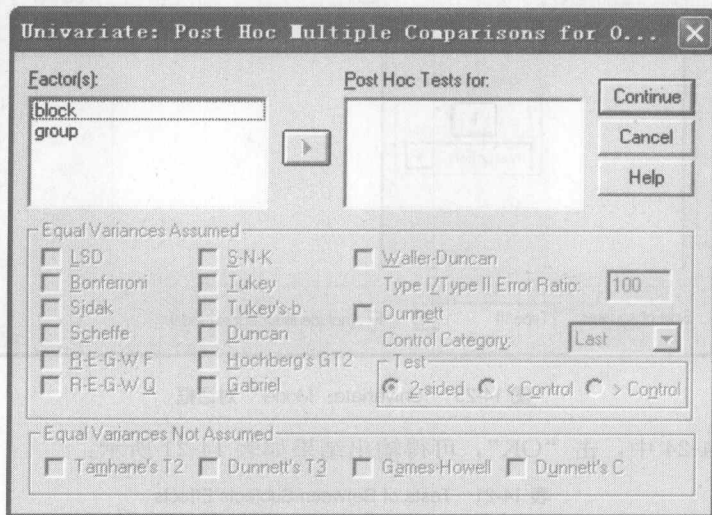 Univariate: Post Hoc Multiple Comparisons for O...
Factor(s):
block
group
Post Hoc Tests for:
Continue
Cancel
Help
Equal Variances Assumed
LSD
Bonferroni
Sidak
Scheffe
R-E-G-W F
R-E-G-W Q
S-N-K
Tukey
Tukey's-b
Duncan
Hochberg's GT2
Gabriel
Waller-Duncan
Type I/Type II Error Ratio: 100
Dunnett
Control Category: Last
Test
2-sided < Control > Control
Equal Variances Not Assumed
Tamhane's T2 Dunnett's T3 Games-Howell Dunnett's C